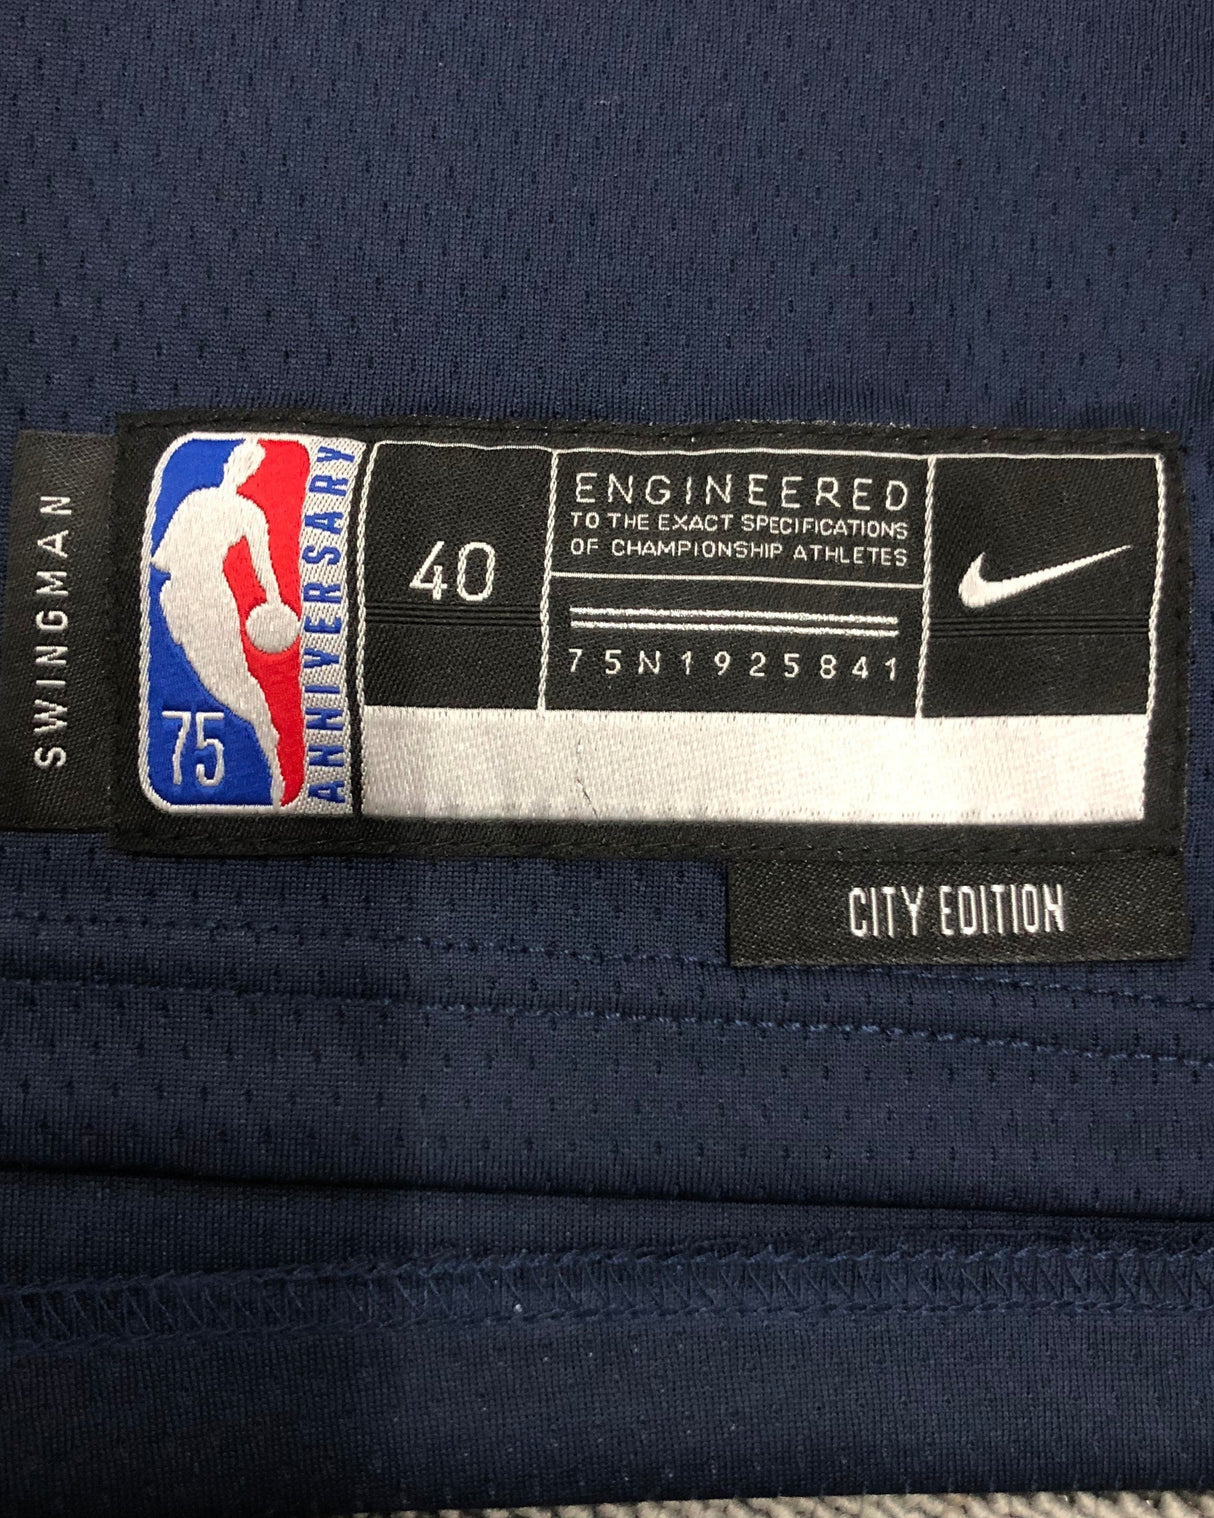 SWINGMAN
75
ANNIVERSARY
40
ENGINEERED
TO THE EXACT SPECIFICATIONS
OF CHAMPIONSHIP ATHLETES
75N1925841
CITY EDITION